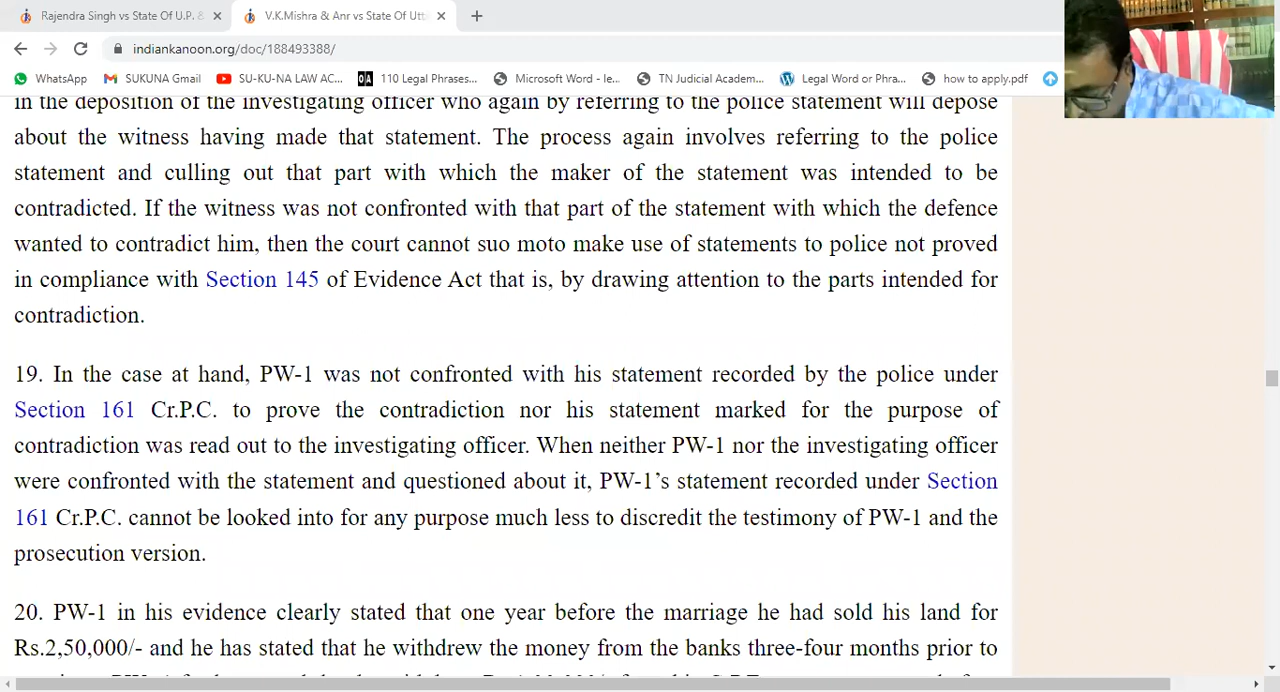 Rajendra Singh vs State Of U.P. &
V.K.Mishra & Anr vs State Of Utt
indiankanoon.org/doc/188493388/
WhatsApp SUKUNA Gmail SU-KU-NA LAW AC... 110 Legal Phrases... Microsoft Word - le... TN Judicial Academ... Legal Word or Phra... how to apply.pdf
in the deposition of the investigating officer who again by referring to the police statement will depose
about the witness having made that statement. The process again involves referring to the police
statement and culling out that part with which the maker of the statement was intended to be
contradicted. If the witness was not confronted with that part of the statement with which the defence
wanted to contradict him, then the court cannot suo moto make use of statements to police not proved
in compliance with Section 145 of Evidence Act that is, by drawing attention to the parts intended for
contradiction.
19. In the case at hand, PW-1 was not confronted with his statement recorded by the police under
Section 161 Cr.P.C. to prove the contradiction nor his statement marked for the purpose of
contradiction was read out to the investigating officer. When neither PW-1 nor the investigating officer
were confronted with the statement and questioned about it, PW-1’s statement recorded under Section
161 Cr.P.C. cannot be looked into for any purpose much less to discredit the testimony of PW-1 and the
prosecution version.
20. PW-1 in his evidence clearly stated that one year before the marriage he had sold his land for
Rs.2,50,000/- and he has stated that he withdrew the money from the banks three-four months prior to